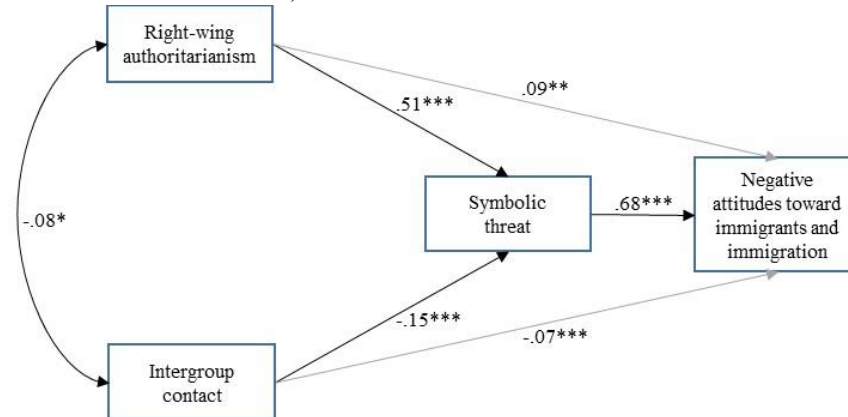 Right-wing
authoritarianism
.09**
.51***
Negative
attitudes toward
immigrants and
immigration
Symbolic
threat
.68***
-.08*
-.15***
-.07***
Intergroup
contact